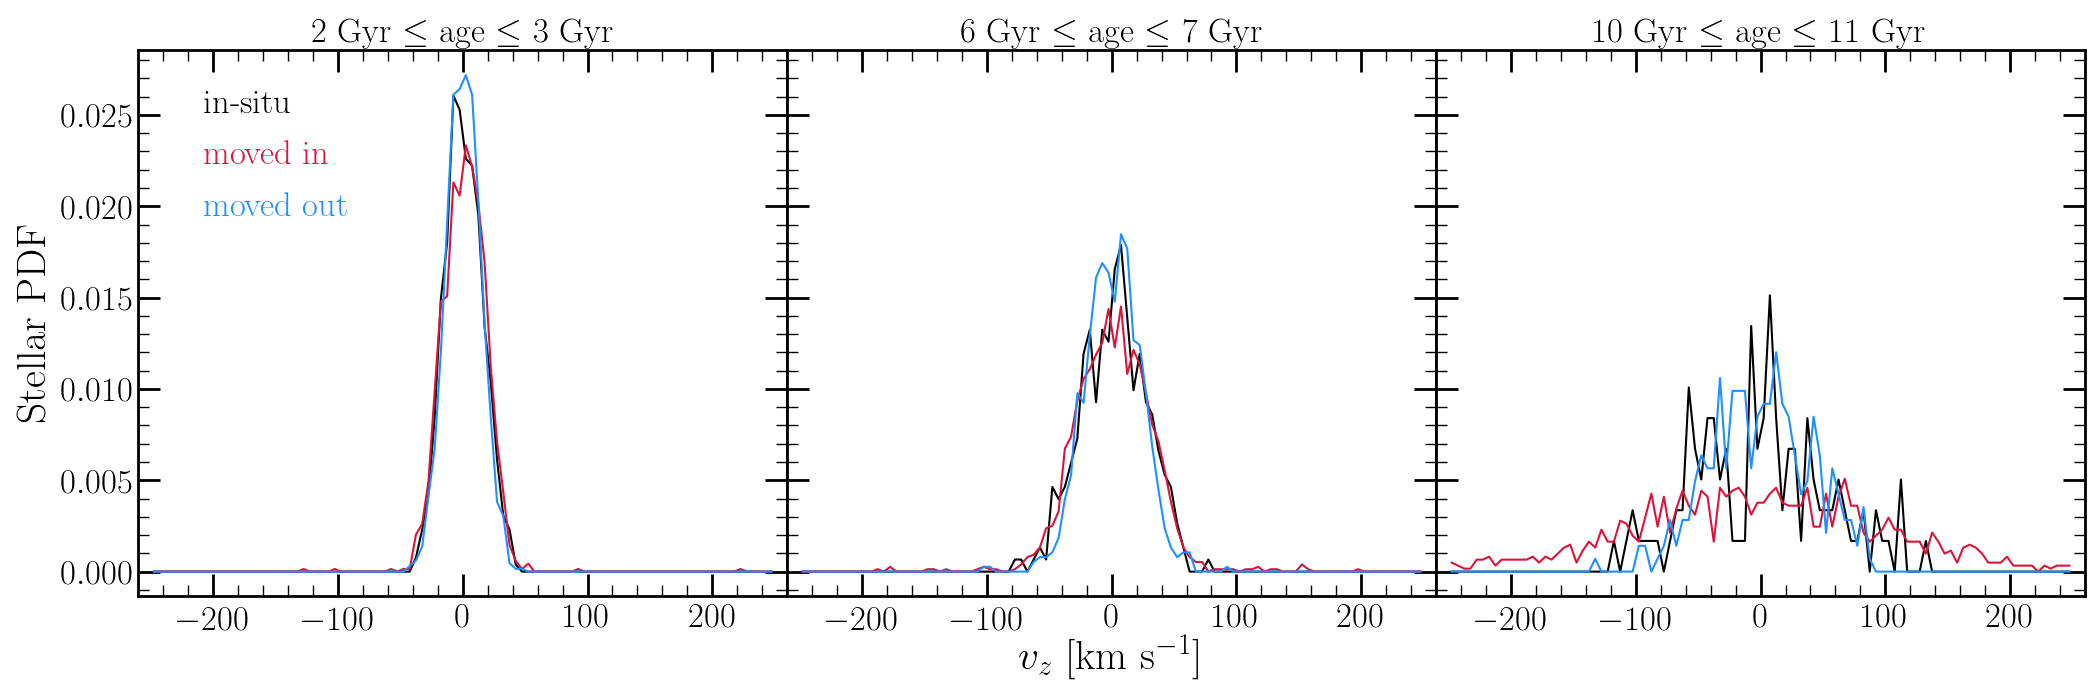 2 Gyr ≤ age ≤ 3 Gyr
6 Gyr ≤ age ≤ 7 Gyr
10 Gyr ≤ age ≤ 11 Gyr
in-situ
moved in
moved out
Stellar PDF
0.025
0.020
0.015
0.010
0.005
0.000
−200 −100 0 100 200
−200 −100 0 100 200
−200 −100 0 100 200
v_z [km s⁻¹]